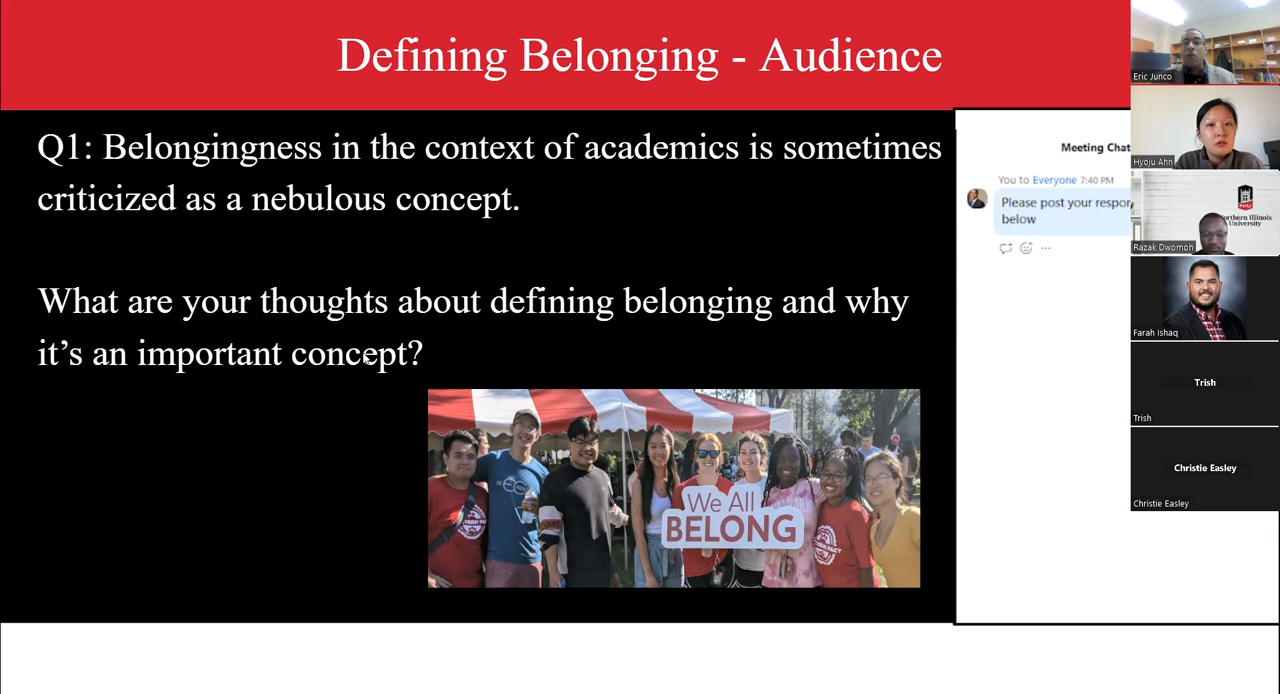 Defining Belonging - Audience
Q1: Belongingness in the context of academics is sometimes
criticized as a nebulous concept.
What are your thoughts about defining belonging and why
it's an important concept?
We All
BELONG
Meeting Chat
You to Everyone 7:40 PM
Please post your respon
below
Eric Junco
Hyoju Ahn
NIU
Northern Illinois
University
Razak Dwomoh
Farah Ishaq
Trish
Trish
Christie Easley
Christie Easley